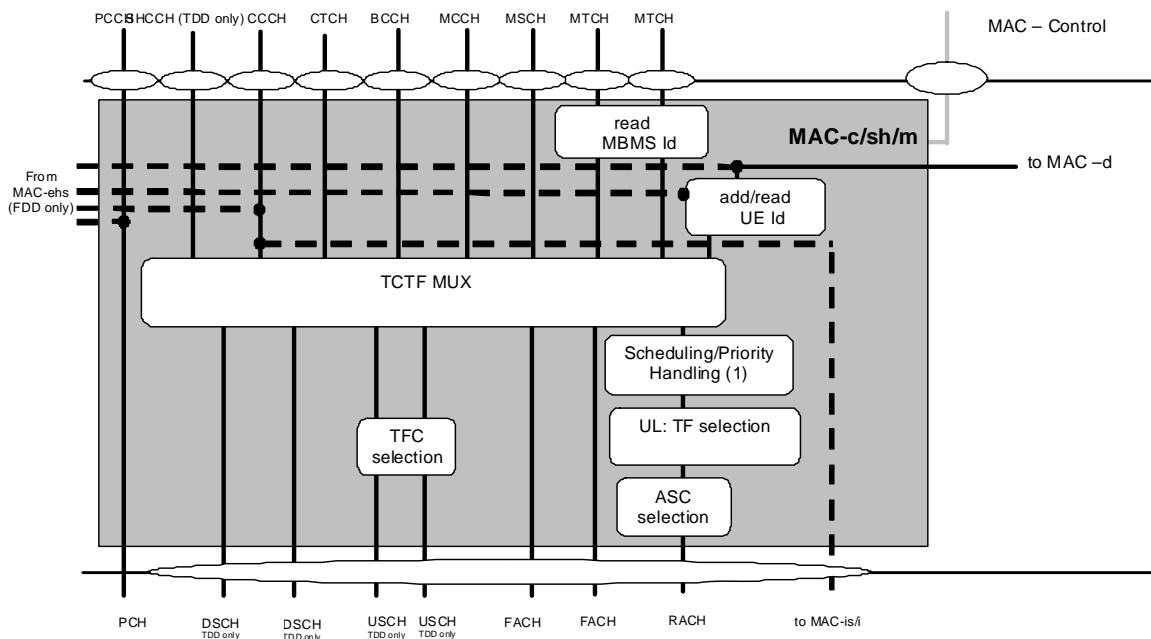 PCCH SHCCH (TDD only) CCCH CTCH BCCH MCCH MSCH MTCH MTCH
MAC – Control
read
MBMS Id
MAC-c/sh/m
From
MAC-ehs
(FDD only)
to MAC –d
add/read
UE Id
TCTF MUX
Scheduling/Priority
Handling (1)
UL: TF selection
TFC
selection
ASC
selection
PCH DSCH DSCH USCH USCH FACH FACH RACH to MAC-is/i
TDD only TDD only TDD only TDD only